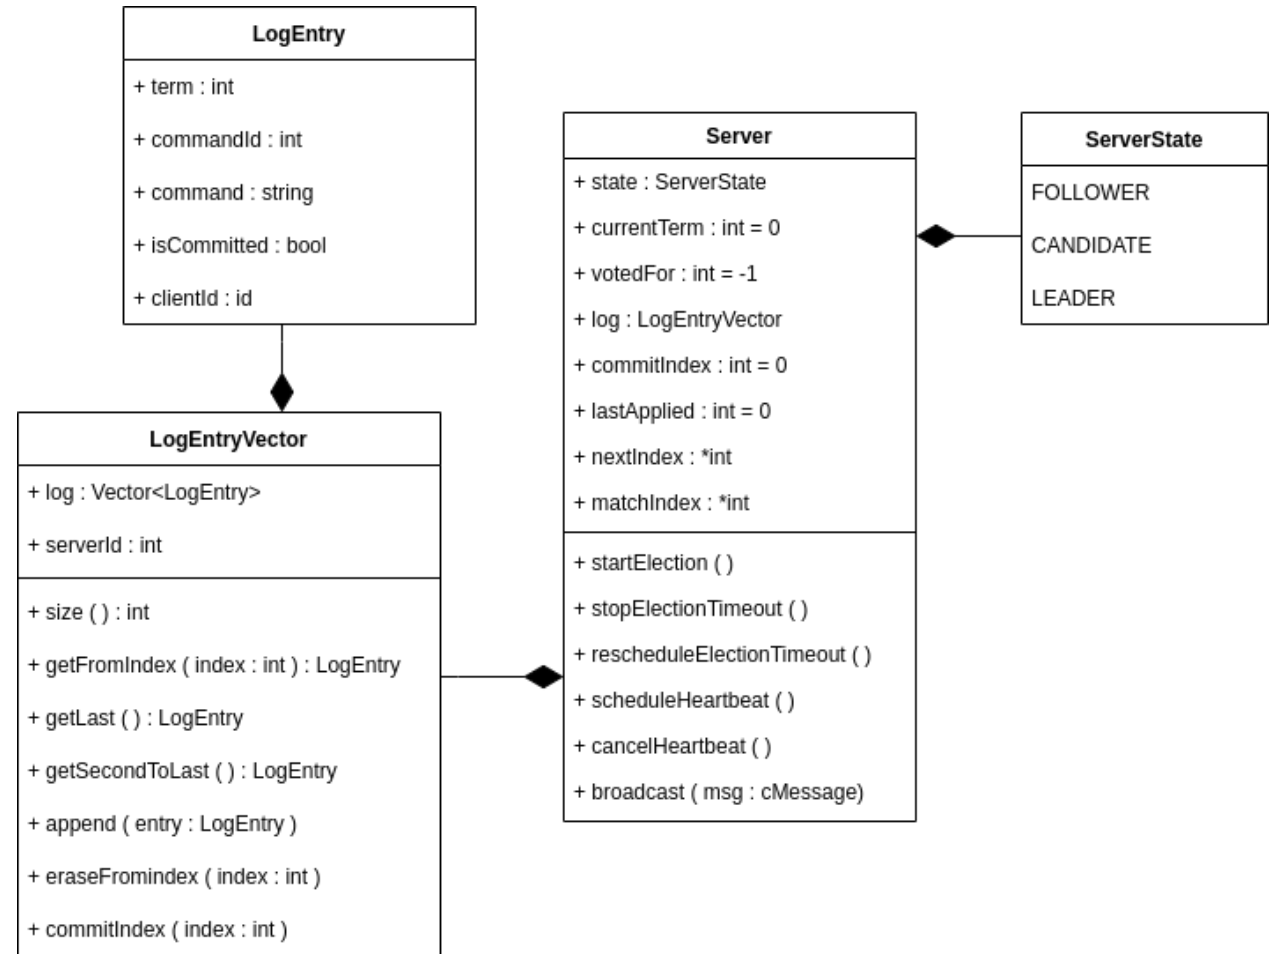 LogEntry
+ term : int
+ commandId : int
+ command : string
+ isCommitted : bool
+ clientId : id
LogEntryVector
+ log : Vector<LogEntry>
+ serverId : int
+ size ( ) : int
+ getFromIndex ( index : int ) : LogEntry
+ getLast ( ) : LogEntry
+ getSecondToLast ( ) : LogEntry
+ append ( entry : LogEntry )
+ eraseFromindex ( index : int )
+ commitIndex ( index : int )
Server
+ state : ServerState
+ currentTerm : int = 0
+ votedFor : int = -1
+ log : LogEntryVector
+ commitIndex : int = 0
+ lastApplied : int = 0
+ nextIndex : *int
+ matchIndex : *int
+ startElection ( )
+ stopElectionTimeout ( )
+ rescheduleElectionTimeout ( )
+ scheduleHeartbeat ( )
+ cancelHeartbeat ( )
+ broadcast ( msg : cMessage)
ServerState
FOLLOWER
CANDIDATE
LEADER